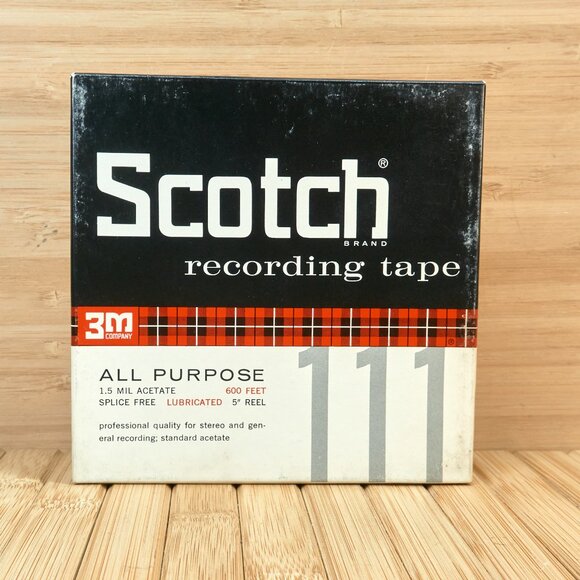 Scotch®
BRAND
recording tape
3M
COMPANY
®
ALL PURPOSE
1.5 MIL ACETATE 600 FEET
SPLICE FREE LUBRICATED 5" REEL
professional quality for stereo and gen-
eral recording; standard acetate
111